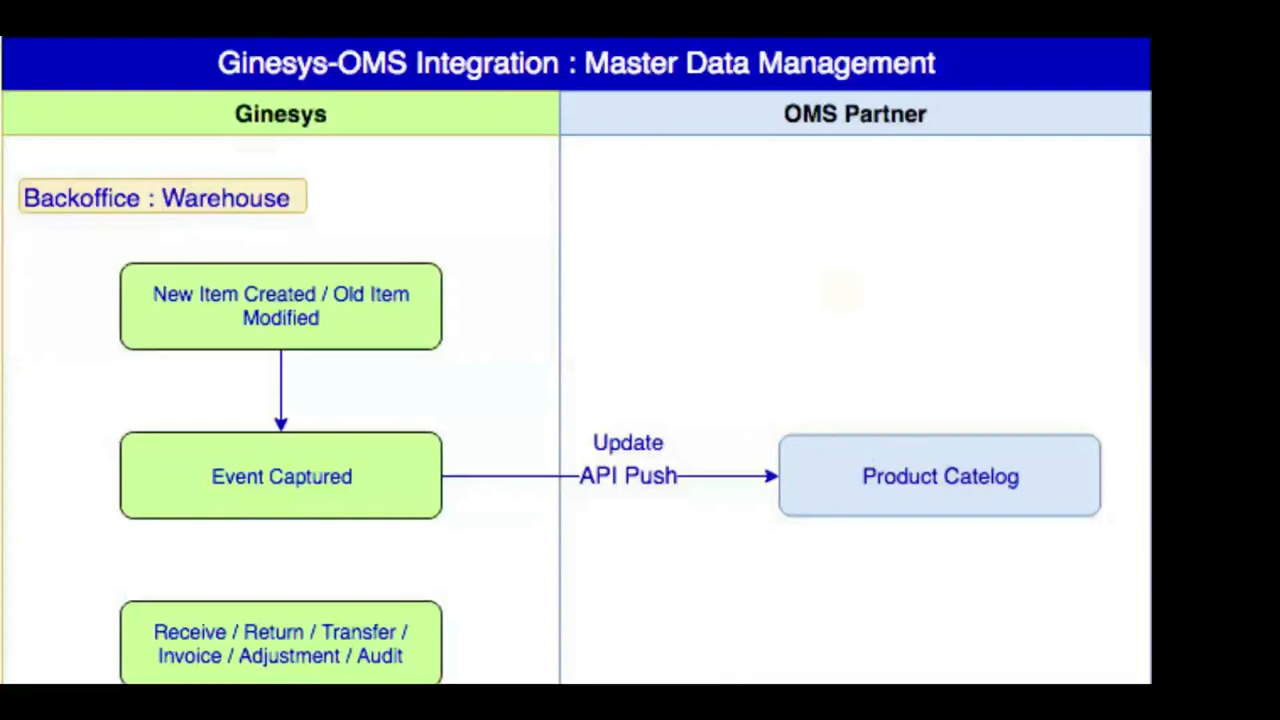 Ginesys-OMS Integration : Master Data Management
Ginesys
OMS Partner
Backoffice : Warehouse
New Item Created / Old Item
Modified
Event Captured
Update
API Push
Product Catelog
Receive / Return / Transfer /
Invoice / Adjustment / Audit